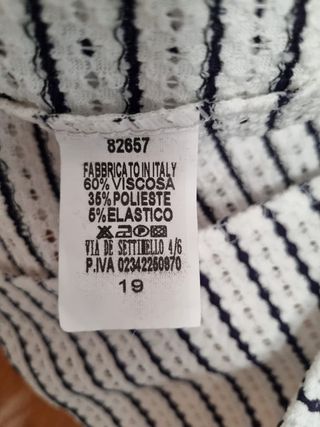 82657
FABBRICATO IN ITALY
60% VISCOSA
35% POLIESTE
5% ELASTICO
VIA DE SETTIMELLO 4/6
P.IVA 02342250970
19